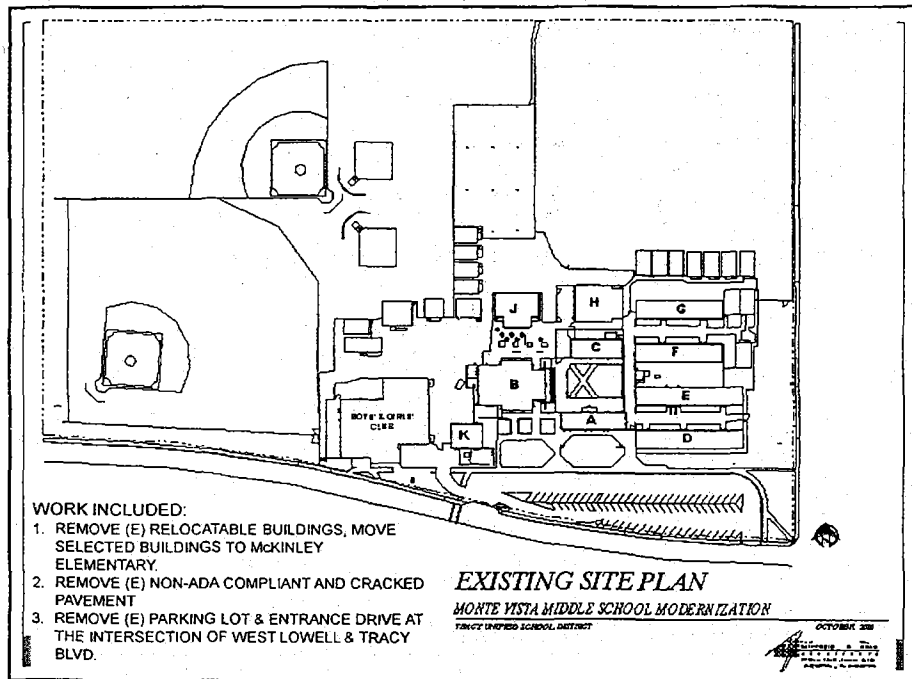 J
H
G
C
F
B
E
A
K
D
BOYS' & GIRLS'
CLUB
WORK INCLUDED:
1. REMOVE (E) RELOCATABLE BUILDINGS, MOVE
SELECTED BUILDINGS TO McKINLEY
ELEMENTARY.
2. REMOVE (E) NON-ADA COMPLIANT AND CRACKED
PAVEMENT
3. REMOVE (E) PARKING LOT & ENTRANCE DRIVE AT
THE INTERSECTION OF WEST LOWELL & TRACY
BLVD.
EXISTING SITE PLAN
MONTE VISTA MIDDLE SCHOOL MODERNIZATION
TRACY UNIFIED SCHOOL DISTRICT
OCTOBER